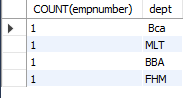 COUNT(empnumber) dept
1 Bca
1 MLT
1 BBA
1 FHM